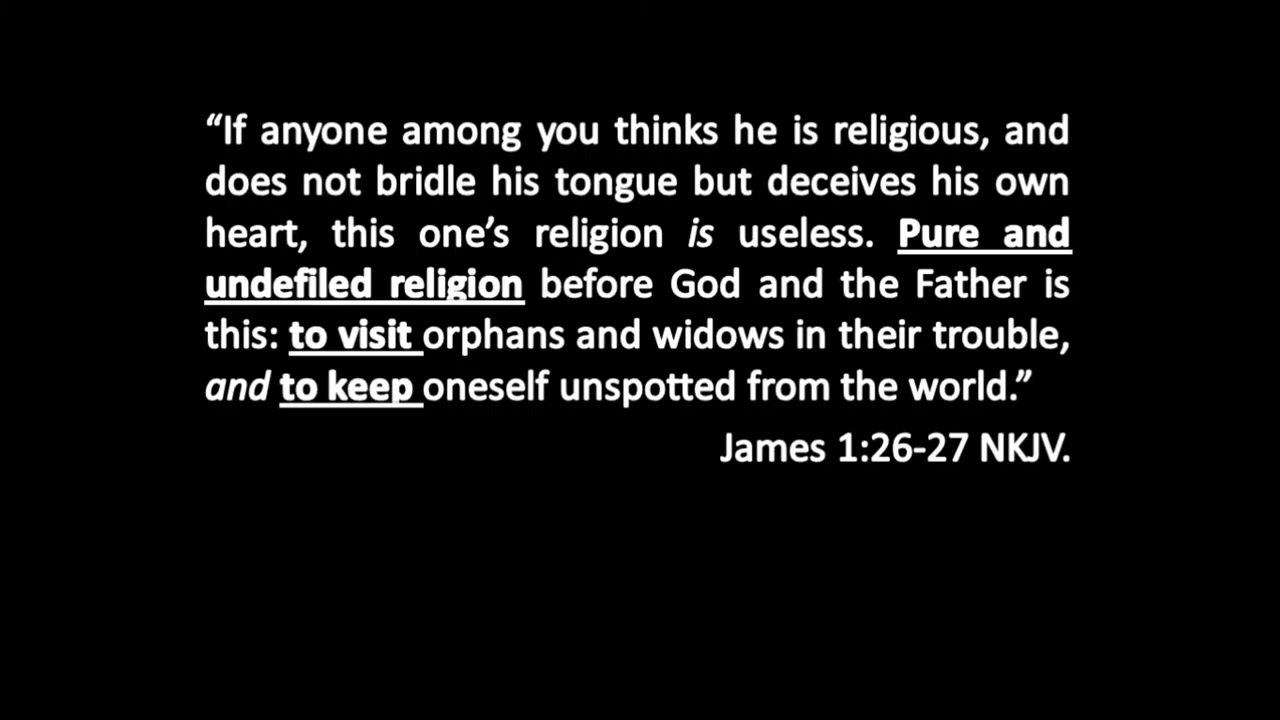 “If anyone among you thinks he is religious, and
does not bridle his tongue but deceives his own
heart, this one’s religion is useless. Pure and
undefiled religion before God and the Father is
this: to visit orphans and widows in their trouble,
and to keep oneself unspotted from the world.”
James 1:26-27 NKJV.